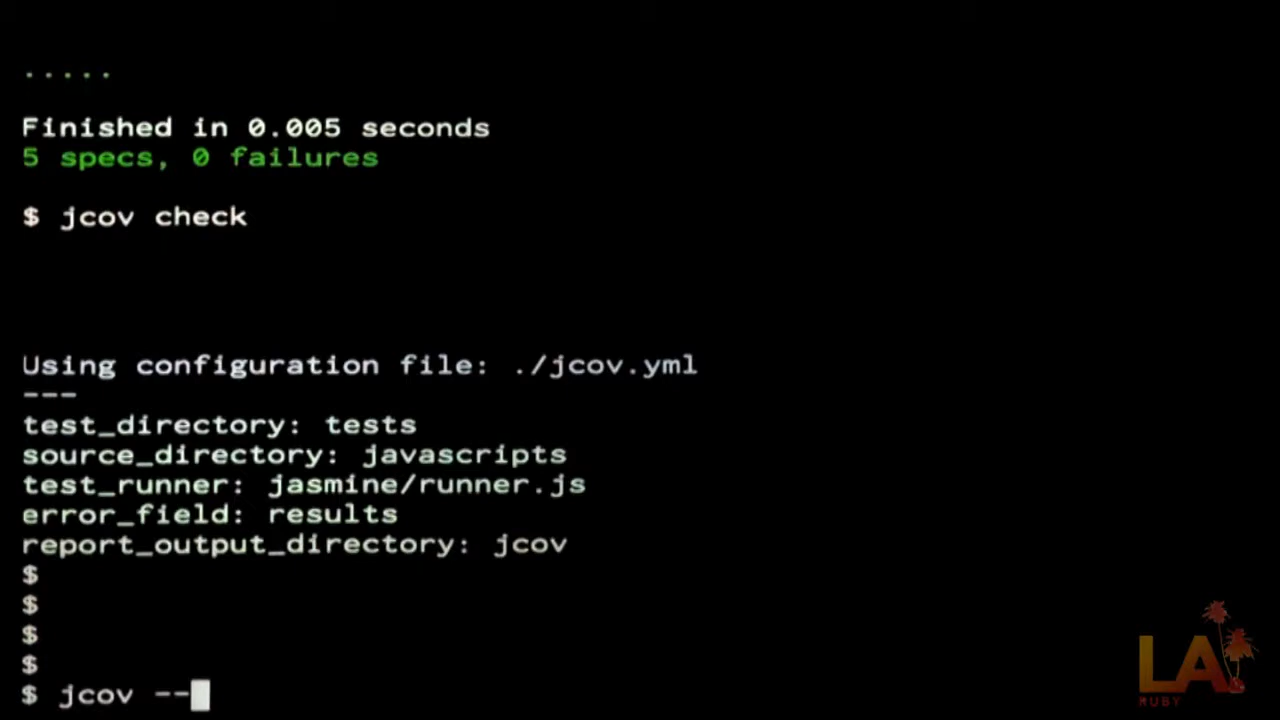 .....
Finished in 0.005 seconds
5 specs, 0 failures
$ jcov check
Using configuration file: ./jcov.yml
---
test_directory: tests
source_directory: javascripts
test_runner: jasmine/runner.js
error_field: results
report_output_directory: jcov
$
$
$
$
$ jcov --
LA
RUBY